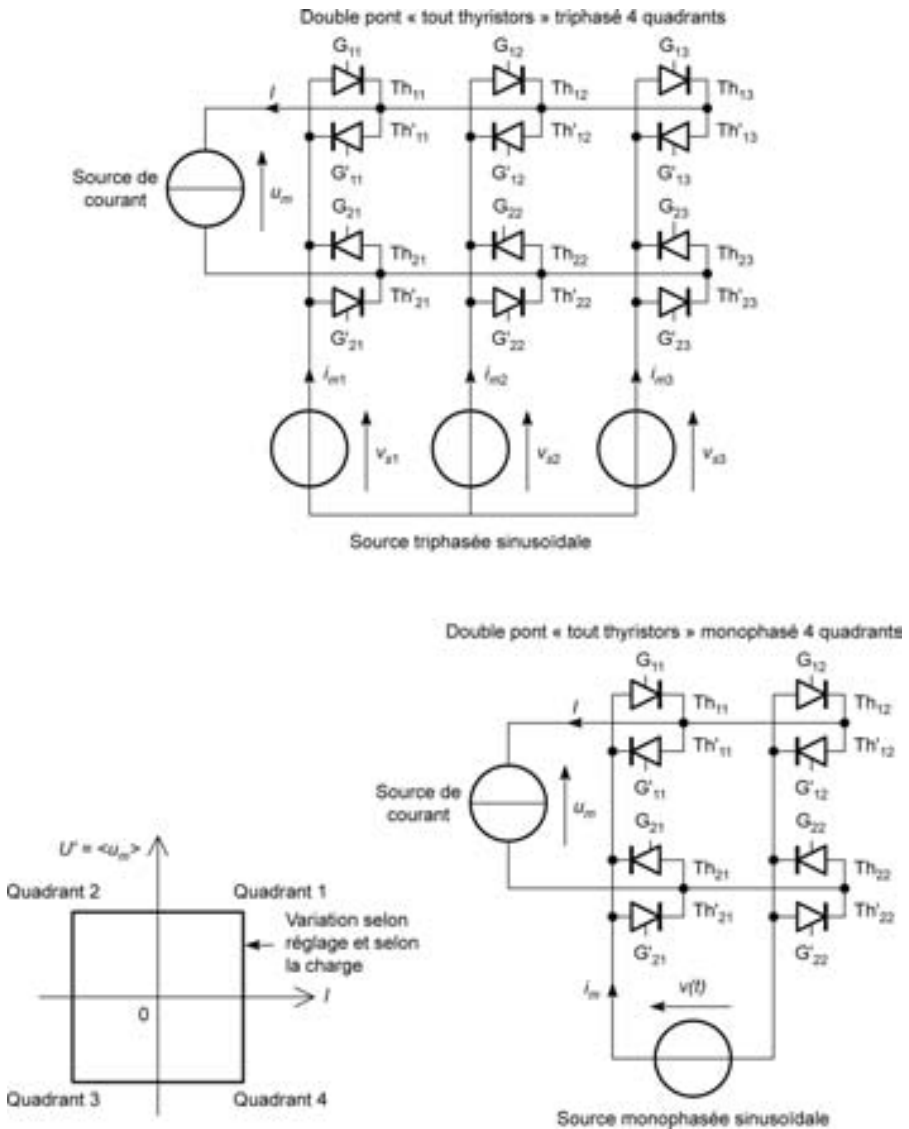 Double pont « tout thyristors » triphasé 4 quadrants
G11 G12 G13
Th11 Th12 Th13
I
Th'11 Th'12 Th'13
G'11 G'12 G'13
Source de
courant
um
G21 G22 G23
Th21 Th22 Th23
Th'21 Th'22 Th'23
G'21 G'22 G'23
im1 im2 im3
vs1 vs2 vs3
Source triphasée sinusoïdale
Double pont « tout thyristors » monophasé 4 quadrants
G11 G12
Th11 Th12
I
Th'11 Th'12
G'11 G'12
Source de
courant
um
G21 G22
Th21 Th22
Th'21 Th'22
G'21 G'22
im
v(t)
Source monophasée sinusoïdale
U' = <um>
Quadrant 2 Quadrant 1
Variation selon
réglage et selon
la charge
0 I
Quadrant 3 Quadrant 4